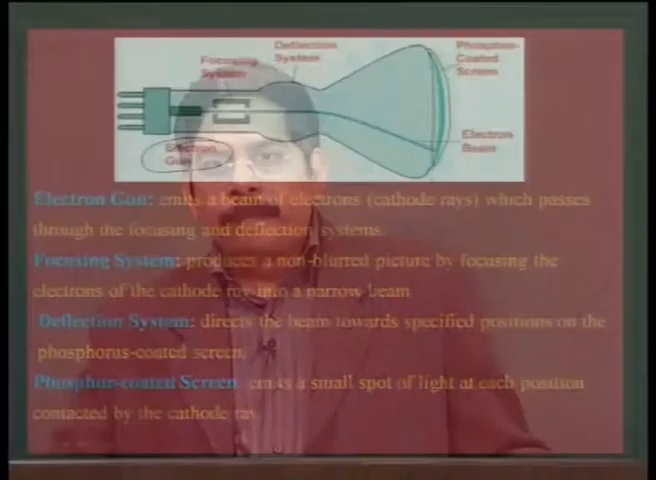 Deflection
System
Phosphor-
Coated
Screen
Focusing
System
Electron
Gun
Electron
Beam
Electron Gun: emits a beam of electrons (cathode rays) which passes
through the focusing and deflection systems.
Focusing System: produces a non-blurred picture by focusing the
electrons of the cathode ray into a narrow beam
Deflection System: directs the beam towards specified positions on the
phosphorus-coated screen.
Phosphor-coated Screen emits a small spot of light at each position
contacted by the cathode ray